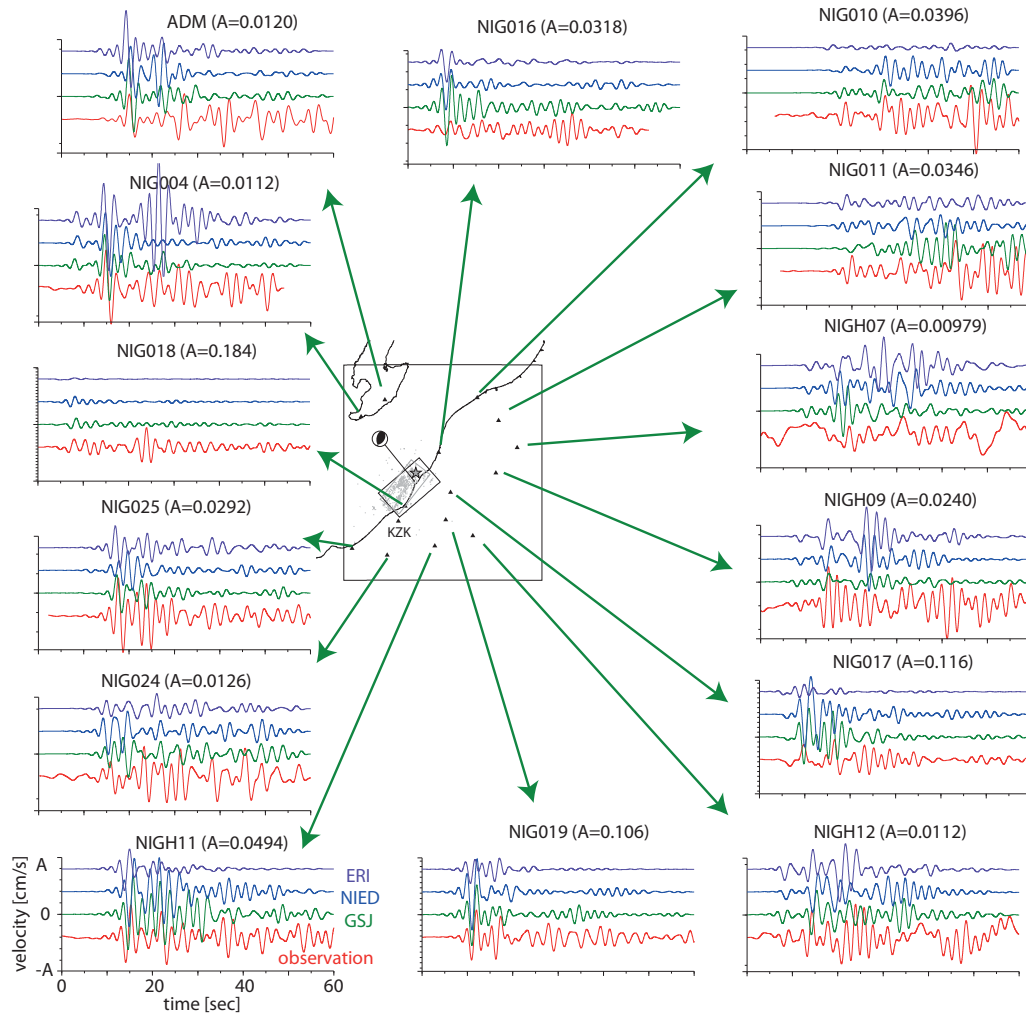 ADM (A=0.0120)
NIG016 (A=0.0318)
NIG010 (A=0.0396)
NIG004 (A=0.0112)
NIG011 (A=0.0346)
NIG018 (A=0.184)
NIGH07 (A=0.00979)
NIG025 (A=0.0292)
KZK
NIGH09 (A=0.0240)
NIG024 (A=0.0126)
NIG017 (A=0.116)
NIGH11 (A=0.0494)
NIG019 (A=0.106)
NIGH12 (A=0.0112)
velocity [cm/s]
A
0
-A
ERI
NIED
GSJ
observation
0 20 40 60
time [sec]